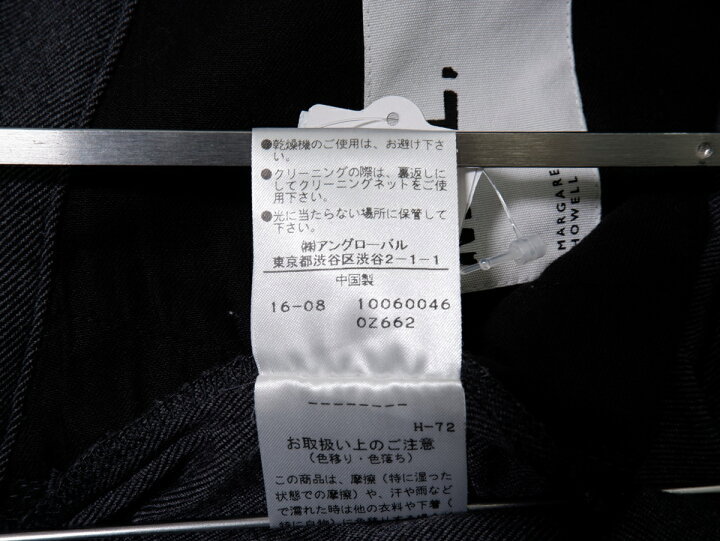 ●乾燥機のご使用は、お避け下さ
い。
●クリーニングの際は、裏返しに
してクリーニングネットをご使
用下さい。
●光に当たらない場所に保管して
下さい。
㈱アングローバル
東京都渋谷区渋谷2-1-1
中国製
16-08 10060046
0Z662
--------
H-72
お取扱い上のご注意
(色移り・色落ち)
この商品は、摩擦(特に湿った
状態での摩擦)や、汗や雨など
で濡れた時は他の衣料や下着(
MHL.
MARGARE
HOWELL